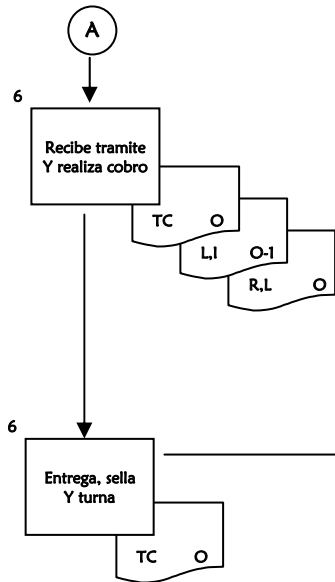 A
6
Recibe tramite
Y realiza cobro
TC O
L,I O-1
R,L O
6
Entrega, sella
Y turna
TC O